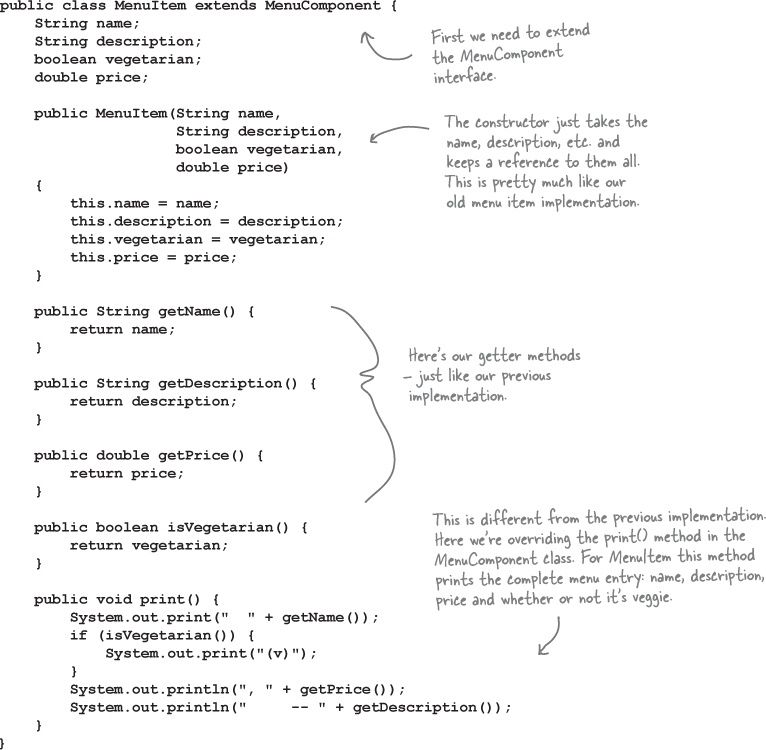 public class MenuItem extends MenuComponent {
    String name;
    String description;
    boolean vegetarian;
    double price;
First we need to extend
the MenuComponent
interface.
    public MenuItem(String name,
                    String description,
                    boolean vegetarian,
                    double price)
    {
        this.name = name;
        this.description = description;
        this.vegetarian = vegetarian;
        this.price = price;
    }
The constructor just takes the
name, description, etc. and
keeps a reference to them all.
This is pretty much like our
old menu item implementation.
    public String getName() {
        return name;
    }
    public String getDescription() {
        return description;
    }
    public double getPrice() {
        return price;
    }
Here's our getter methods
– just like our previous
implementation.
    public boolean isVegetarian() {
        return vegetarian;
    }
    public void print() {
        System.out.print("  " + getName());
        if (isVegetarian()) {
            System.out.print("(v)");
        }
        System.out.println(", " + getPrice());
        System.out.println("     -- " + getDescription());
    }
}
This is different from the previous implementation.
Here we're overriding the print() method in the
MenuComponent class. For MenuItem this method
prints the complete menu entry: name, description,
price and whether or not it's veggie.